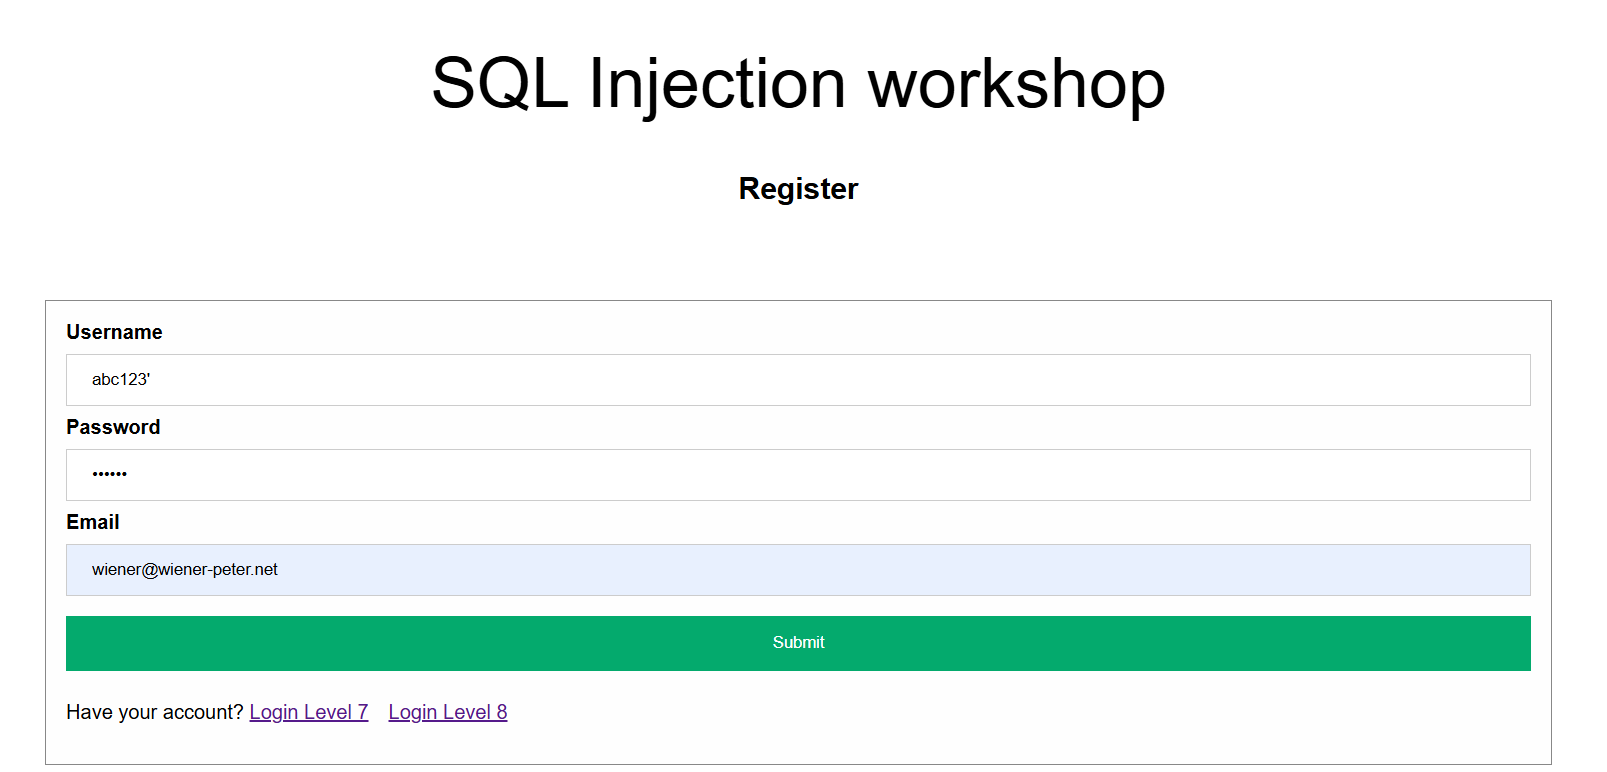 SQL Injection workshop
Register
Username
abc123'
Password
••••••
Email
wiener@wiener-peter.net
Submit
Have your account? Login Level 7 Login Level 8